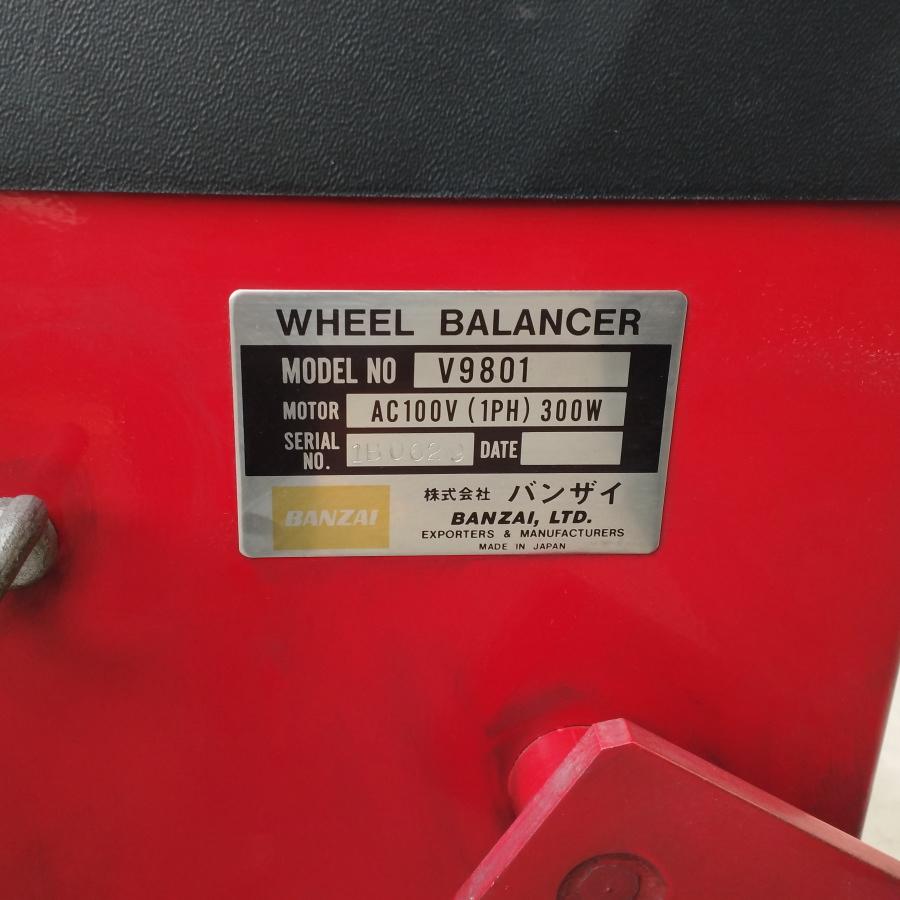 WHEEL BALANCER
MODEL NO V9801
MOTOR AC100V (1PH) 300W
SERIAL NO. 1B0629 DATE
BANZAI
株式会社 バンザイ
BANZAI, LTD.
EXPORTERS & MANUFACTURERS
MADE IN JAPAN